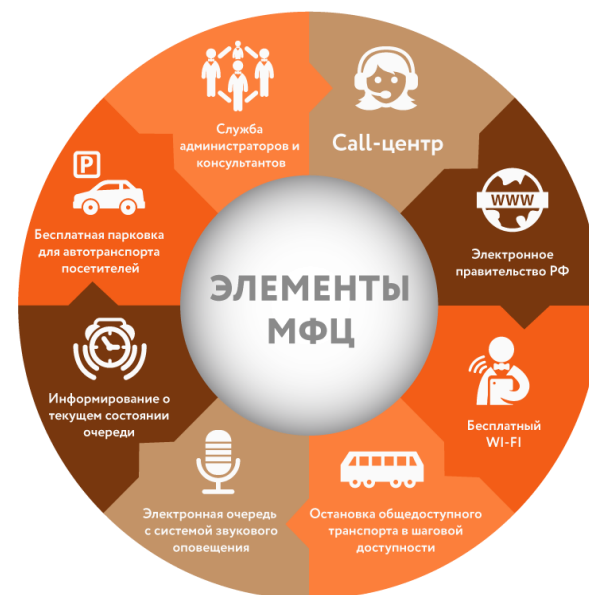 ЭЛЕМЕНТЫ
МФЦ
Call-центр
WWW
Электронное
правительство РФ
Бесплатный
WI-FI
Остановка общедоступного
транспорта в шаговой
доступности
Электронная очередь
с системой звукового
оповещения
Информирование о
текущем состоянии
очереди
P
Бесплатная парковка
для автотранспорта
посетителей
Служба
администраторов и
консультантов